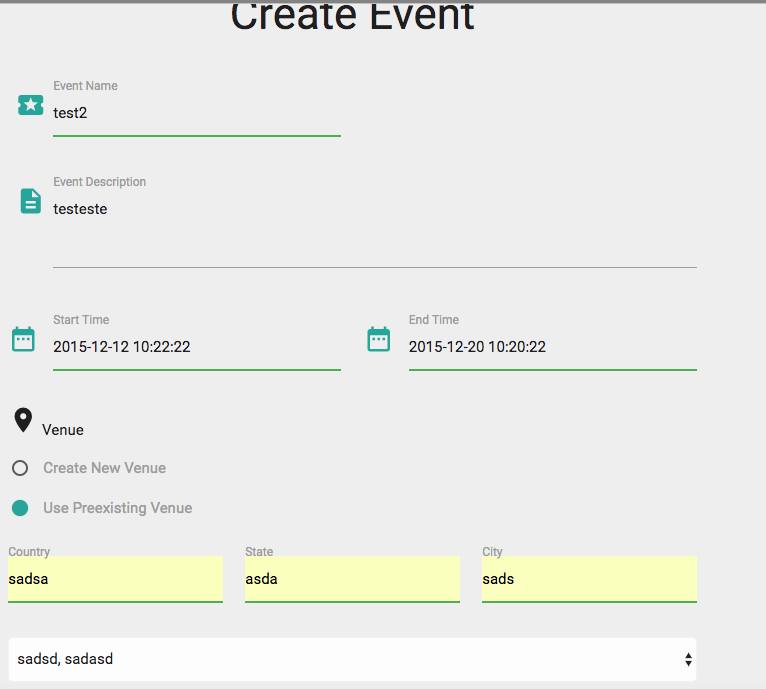 Create Event
Event Name
test2
Event Description
testeste
Start Time
End Time
2015-12-12 10:22:22
2015-12-20 10:20:22
Venue
Create New Venue
Use Preexisting Venue
Country
State
City
sadsa
asda
sads
sadsd, sadasd